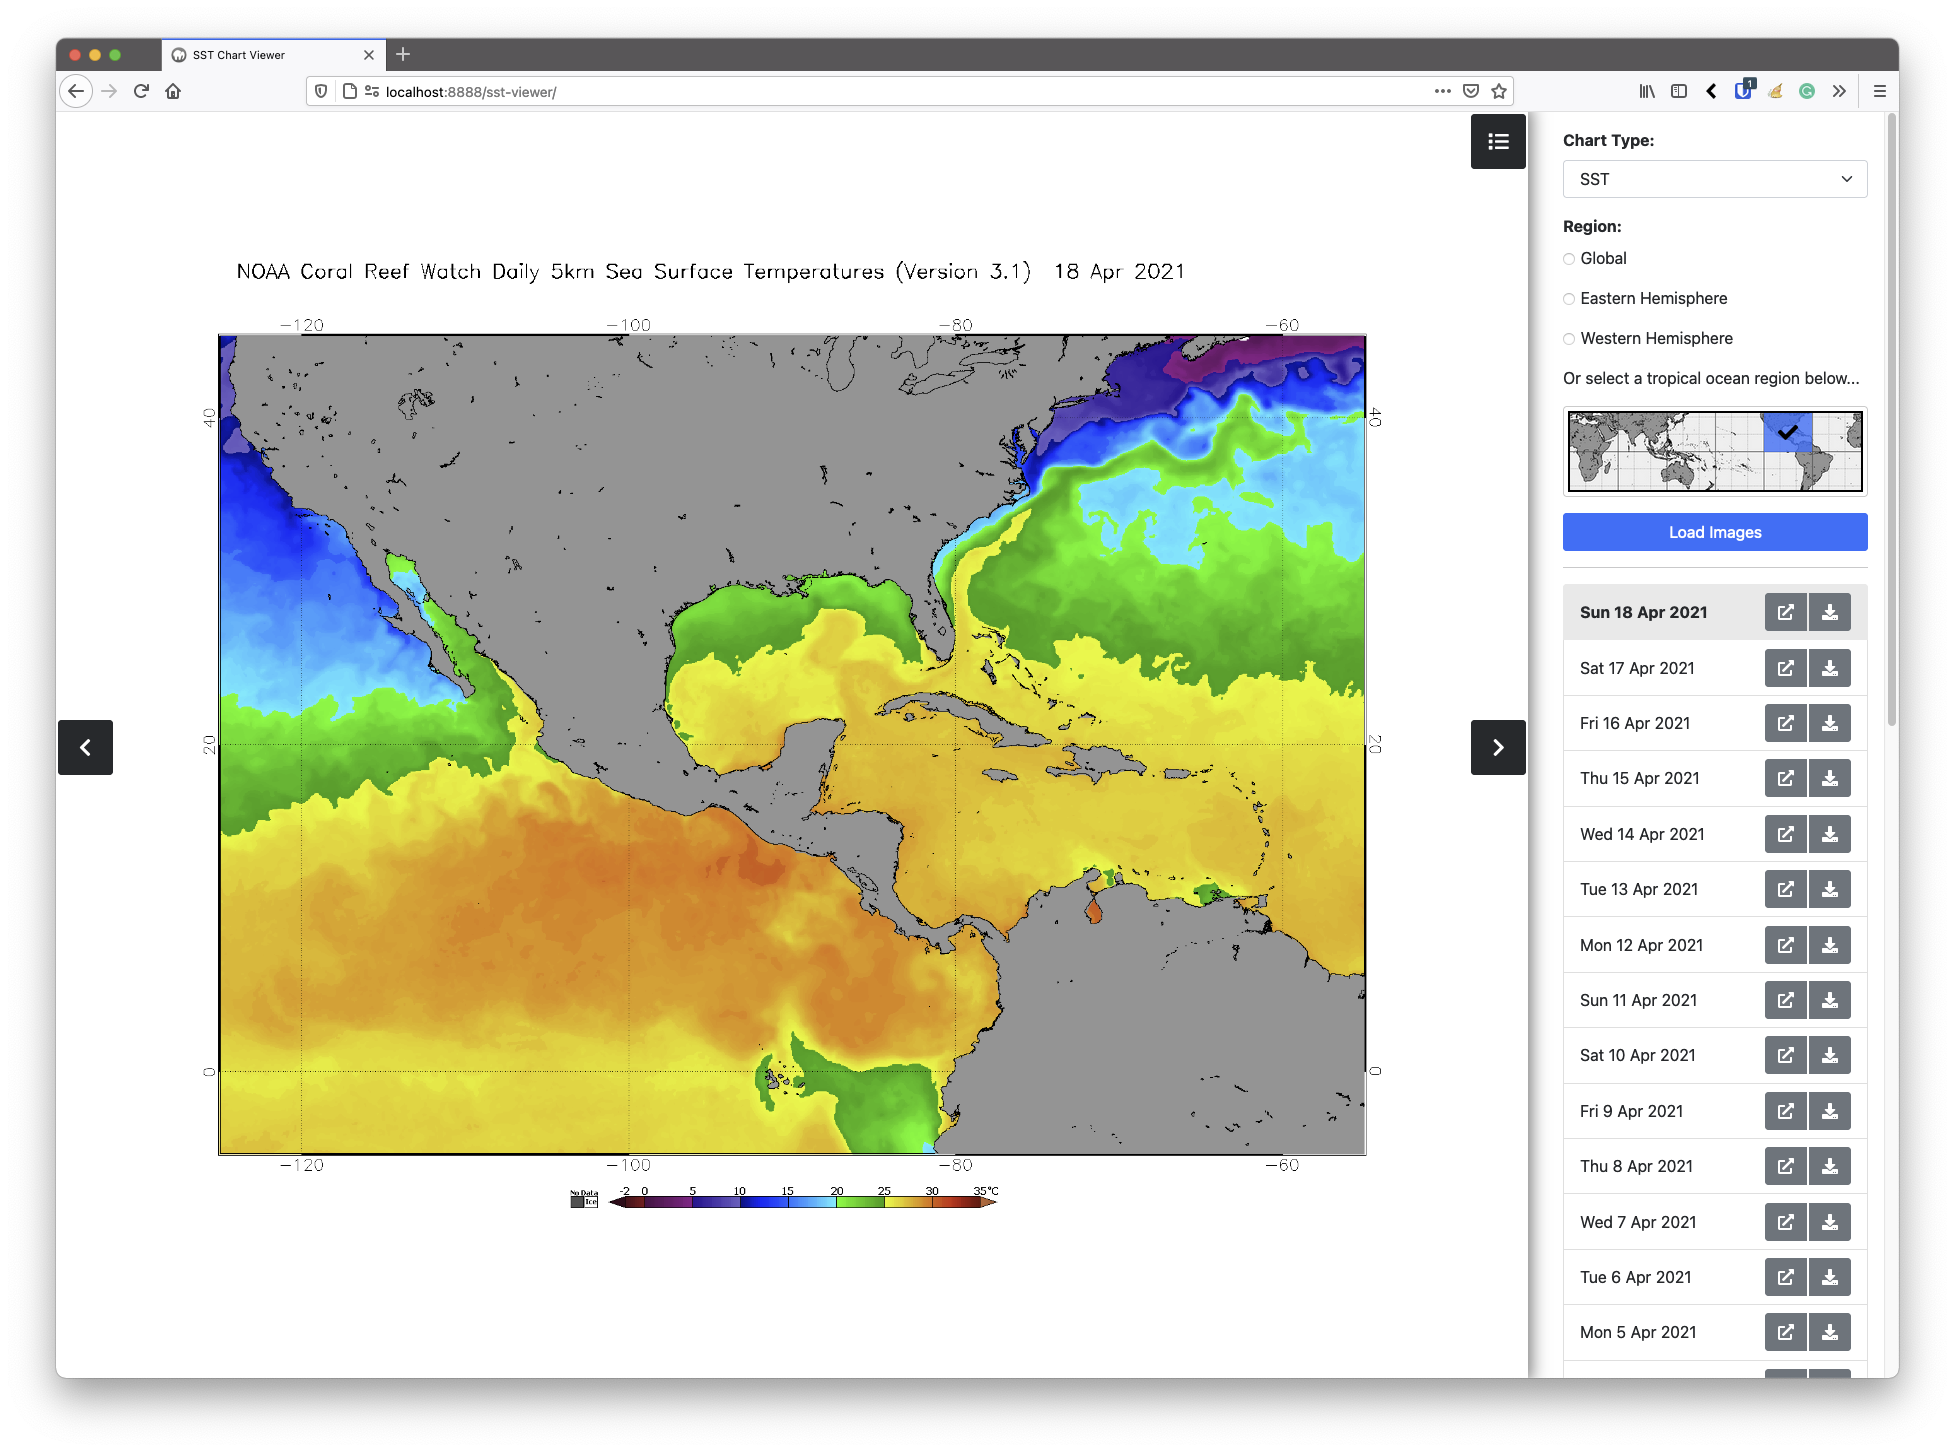 SST Chart Viewer
localhost:8888/sst-viewer/
1
NOAA Coral Reef Watch Daily 5km Sea Surface Temperatures (Version 3.1) 18 Apr 2021
-120 -100 -80 -60
40 40
20 20
0 0
-120 -100 -80 -60
No Data
Ice
-2 0 5 10 15 20 25 30 35°C
Chart Type:
SST
Region:
Global
Eastern Hemisphere
Western Hemisphere
Or select a tropical ocean region below...
Load Images
Sun 18 Apr 2021
Sat 17 Apr 2021
Fri 16 Apr 2021
Thu 15 Apr 2021
Wed 14 Apr 2021
Tue 13 Apr 2021
Mon 12 Apr 2021
Sun 11 Apr 2021
Sat 10 Apr 2021
Fri 9 Apr 2021
Thu 8 Apr 2021
Wed 7 Apr 2021
Tue 6 Apr 2021
Mon 5 Apr 2021